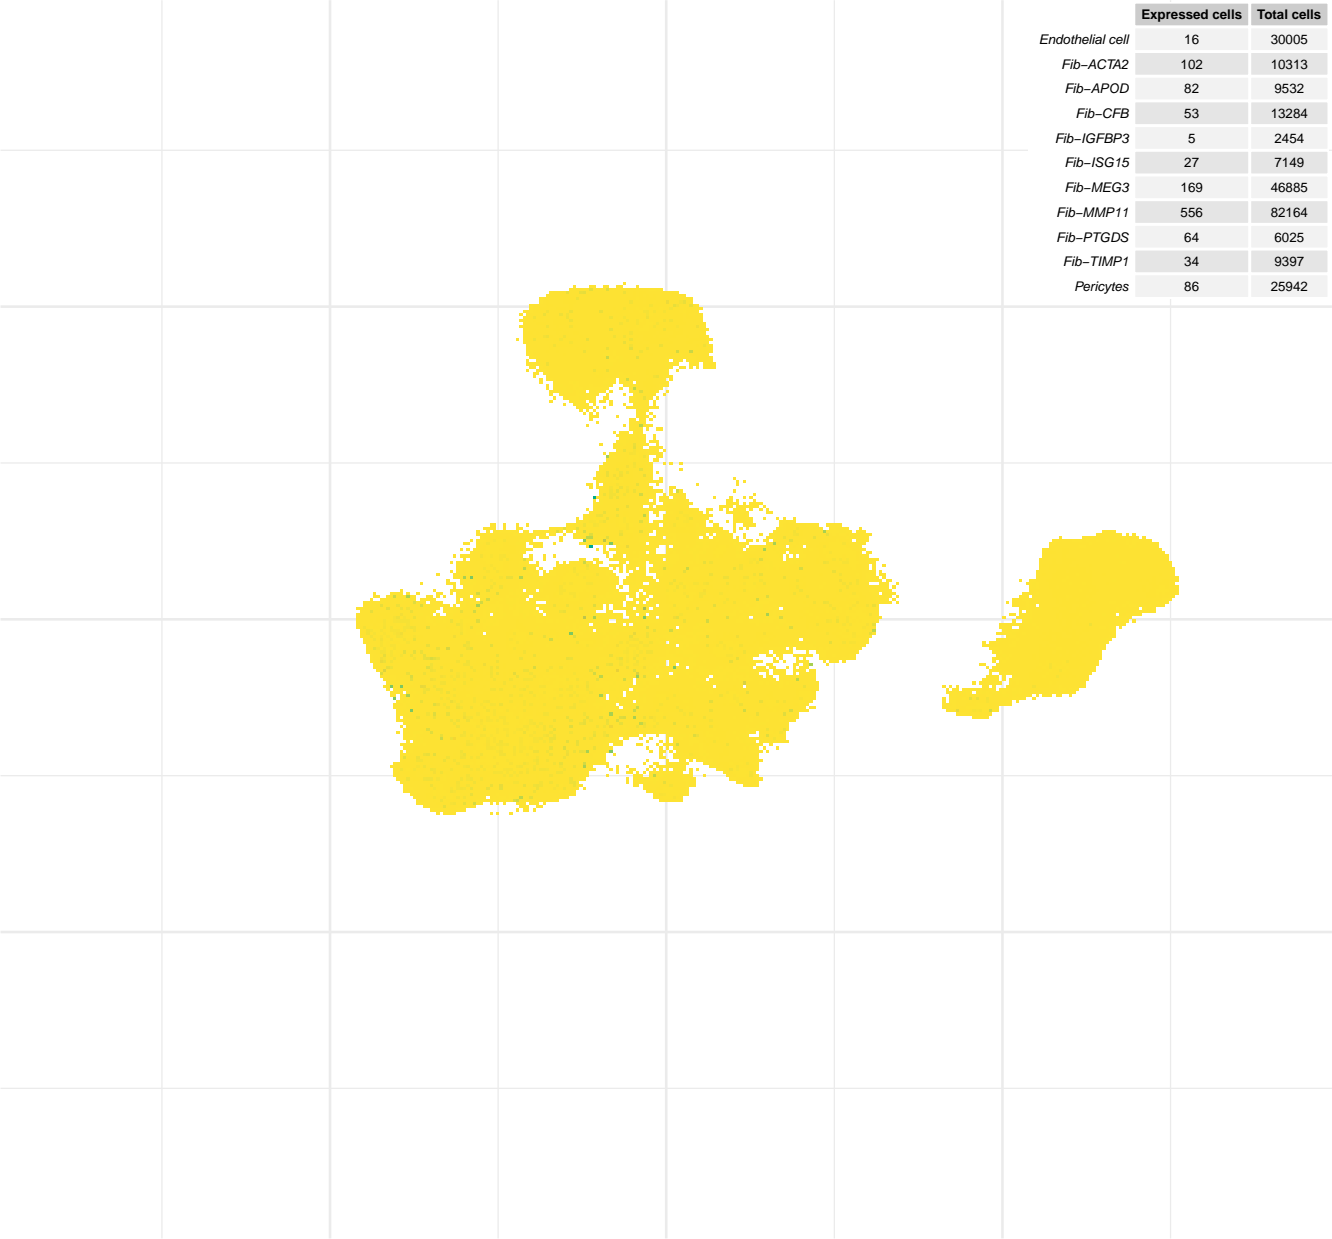 Expressed cells Total cells
Endothelial cell 16 30005
Fib−ACTA2 102 10313
Fib−APOD 82 9532
Fib−CFB 53 13284
Fib−IGFBP3 5 2454
Fib−ISG15 27 7149
Fib−MEG3 169 46885
Fib−MMP11 556 82164
Fib−PTGDS 64 6025
Fib−TIMP1 34 9397
Pericytes 86 25942